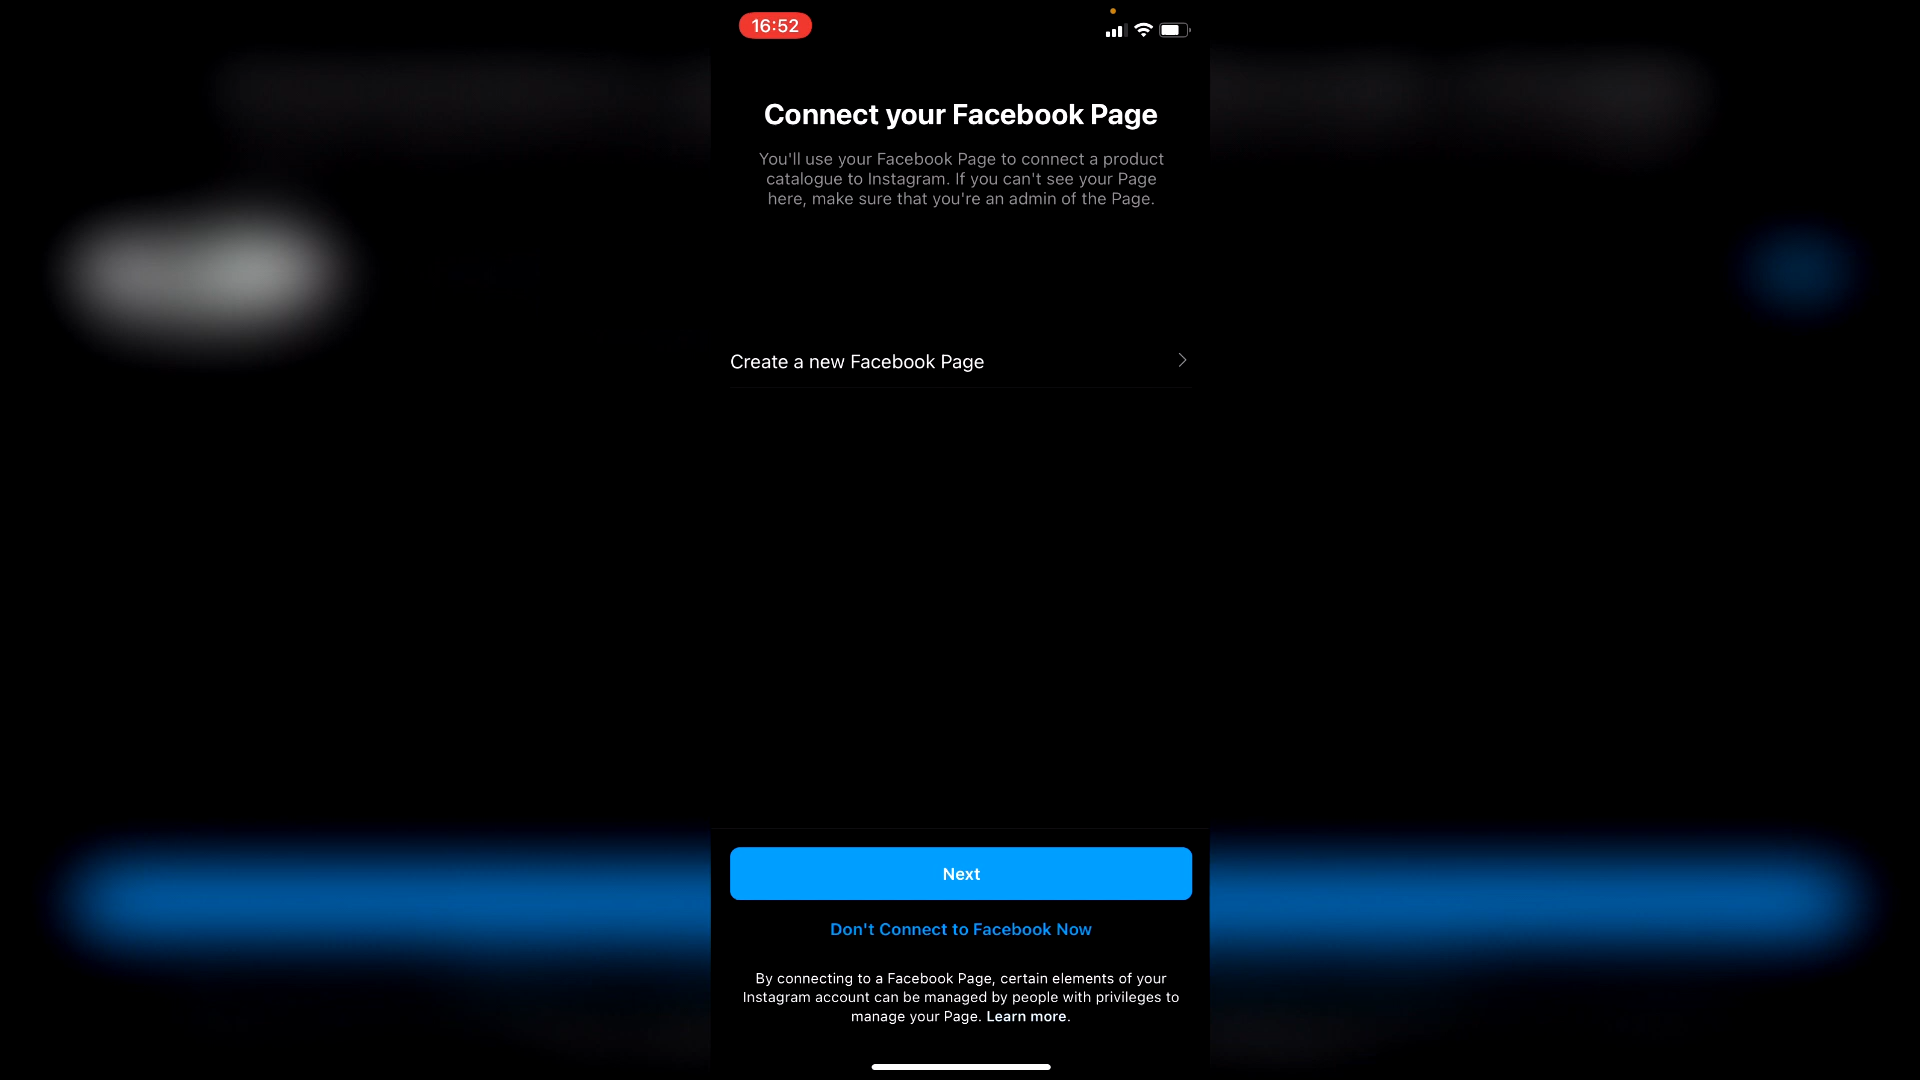 16:52
Connect your Facebook Page
You'll use your Facebook Page to connect a product
catalogue to Instagram. If you can't see your Page
here, make sure that you're an admin of the Page.
Create a new Facebook Page
Next
Don't Connect to Facebook Now
By connecting to a Facebook Page, certain elements of your
Instagram account can be managed by people with privileges to
manage your Page. Learn more.